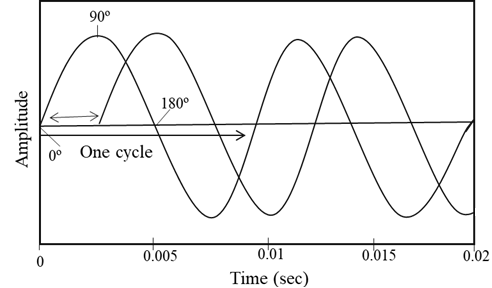 90º
Amplitude
180º
0º
One cycle
0
0.005
0.01
0.015
0.02
Time (sec)